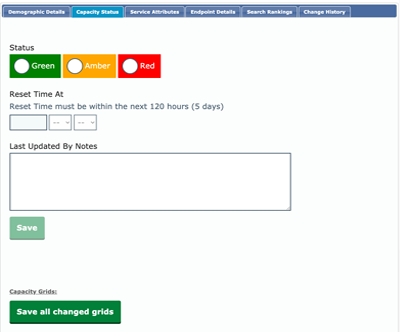 Demographic Details Capacity Status Service Attributes Endpoint Details Search Rankings Change History
Status
Green Amber Red
Reset Time At
Reset Time must be within the next 120 hours (5 days)
-- --
Last Updated By Notes
Save
Capacity Grids:
Save all changed grids